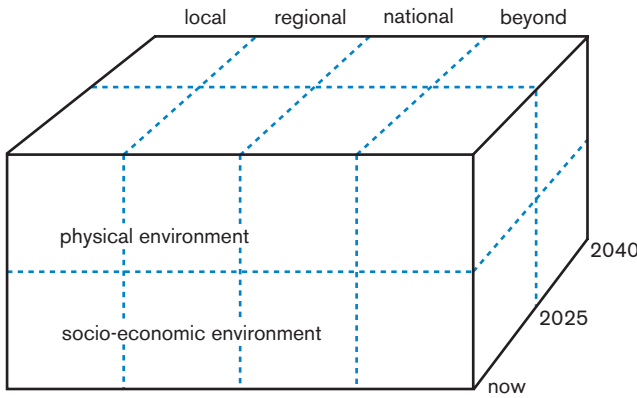 local regional national beyond
physical environment
2040
2025
socio-economic environment
now